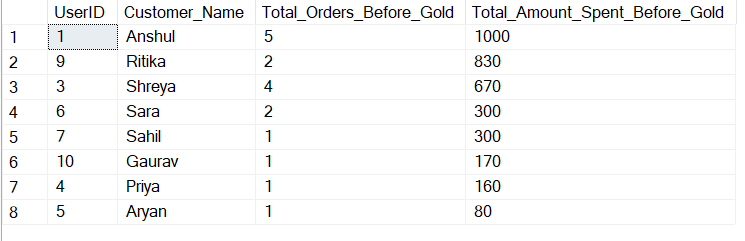 UserID Customer_Name Total_Orders_Before_Gold Total_Amount_Spent_Before_Gold
1 1 Anshul 5 1000
2 9 Ritika 2 830
3 3 Shreya 4 670
4 6 Sara 2 300
5 7 Sahil 1 300
6 10 Gaurav 1 170
7 4 Priya 1 160
8 5 Aryan 1 80